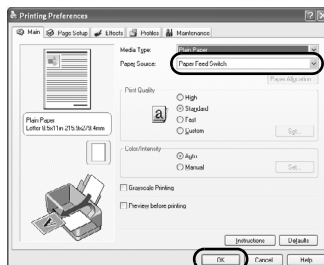 Printing Preferences
Main Page Setup Effects Profiles Maintenance
Media Type: Plain Paper
Paper Source: Paper Feed Switch
Paper Allocation...
Print Quality
High
Standard
Fast
Custom Set...
Plain Paper
Letter 8.5x11in 215.9x279.4mm
Color/Intensity
Auto
Manual Set...
Grayscale Printing
Preview before printing
Instructions Defaults
OK Cancel Help